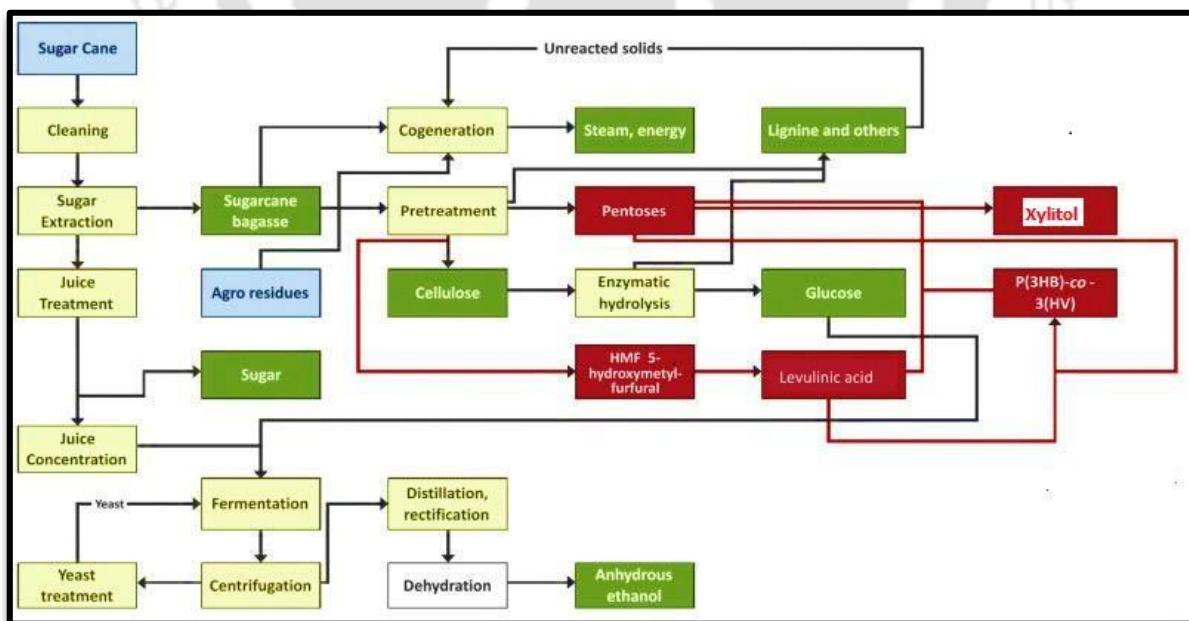 Sugar Cane
Unreacted solids
Cleaning
Cogeneration
Steam, energy
Lignine and others
Sugar
Extraction
Sugarcane
bagasse
Pretreatment
Pentoses
Xylitol
Juice
Treatment
Agro residues
Cellulose
Enzymatic
hydrolysis
Glucose
P(3HB)-co -
3(HV)
Sugar
HMF 5-
hydroxymetyl-
furfural
Levulinic acid
Juice
Concentration
Yeast
Fermentation
Distillation,
rectification
Yeast
treatment
Centrifugation
Dehydration
Anhydrous
ethanol